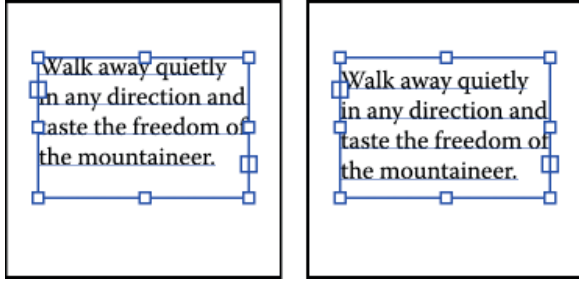 Walk away quietly
in any direction and
taste the freedom of
the mountaineer.
Walk away quietly
in any direction and
taste the freedom of
the mountaineer.